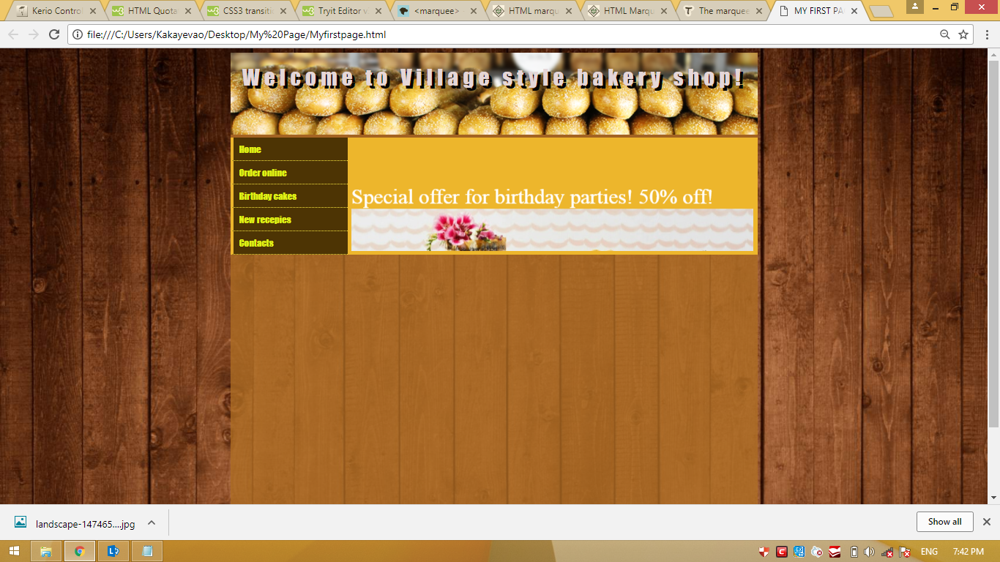 Kerio Control
HTML Quota
CSS3 transiti
Tryit Editor v
<marquee>
HTML marqu
HTML Marqu
The marquee
MY FIRST PA
file:///C:/Users/Kakayevao/Desktop/My%20Page/Myfirstpage.html
Welcome to Village style bakery shop!
Home
Order online
Birthday cakes
New recepies
Contacts
Special offer for birthday parties! 50% off!
landscape-147465....jpg
Show all
ENG
7:42 PM